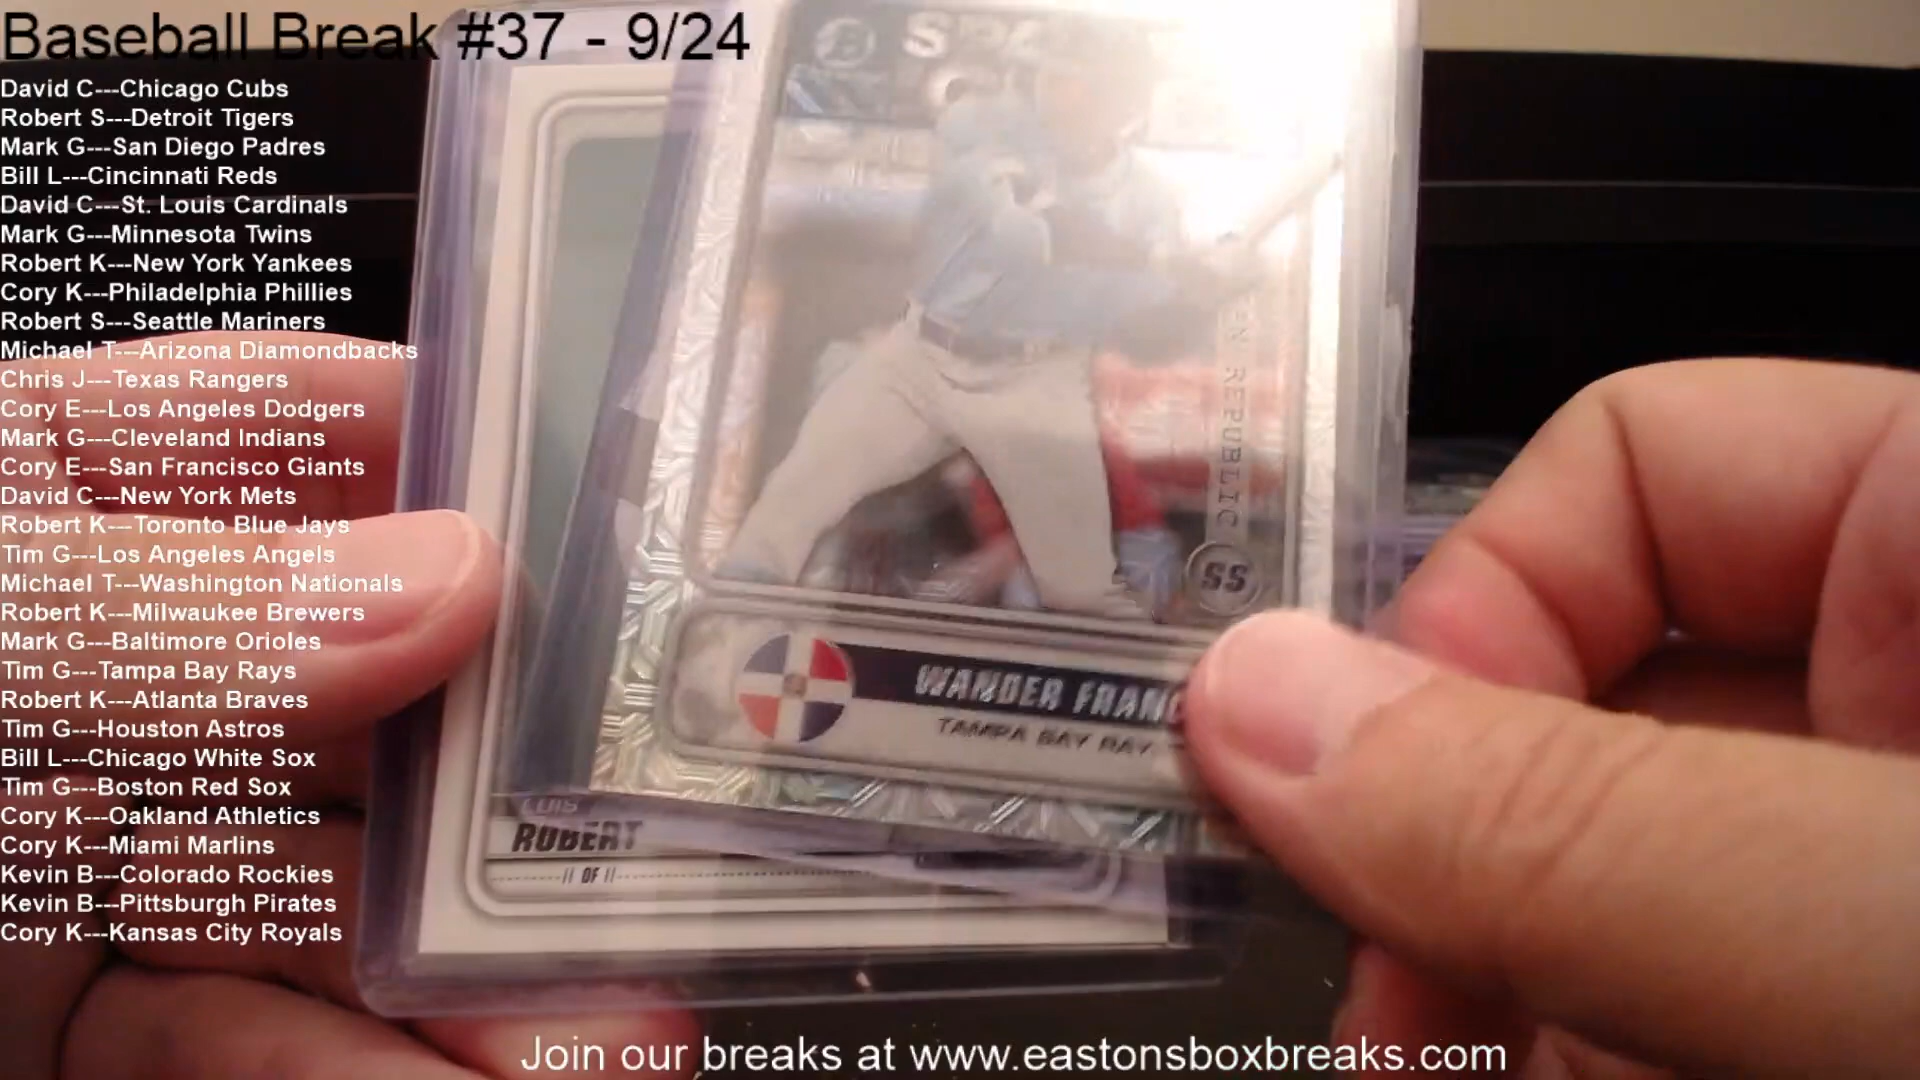 Baseball Break #37 - 9/24
David C---Chicago Cubs
Robert S---Detroit Tigers
Mark G---San Diego Padres
Bill L---Cincinnati Reds
David C---St. Louis Cardinals
Mark G---Minnesota Twins
Robert K---New York Yankees
Cory K---Philadelphia Phillies
Robert S---Seattle Mariners
Michael T---Arizona Diamondbacks
Chris J---Texas Rangers
Cory E---Los Angeles Dodgers
Mark G---Cleveland Indians
Cory E---San Francisco Giants
David C---New York Mets
Robert K---Toronto Blue Jays
Tim G---Los Angeles Angels
Michael T---Washington Nationals
Robert K---Milwaukee Brewers
Mark G---Baltimore Orioles
Tim G---Tampa Bay Rays
Robert K---Atlanta Braves
Tim G---Houston Astros
Bill L---Chicago White Sox
Tim G---Boston Red Sox
Cory K---Oakland Athletics
Cory K---Miami Marlins
Kevin B---Colorado Rockies
Kevin B---Pittsburgh Pirates
Cory K---Kansas City Royals
REPUBLIC
SS
WANDER FRANC
TAMPA BAY RAY
LUIS
ROBERT
11 OF 11
Join our breaks at www.eastonsboxbreaks.com